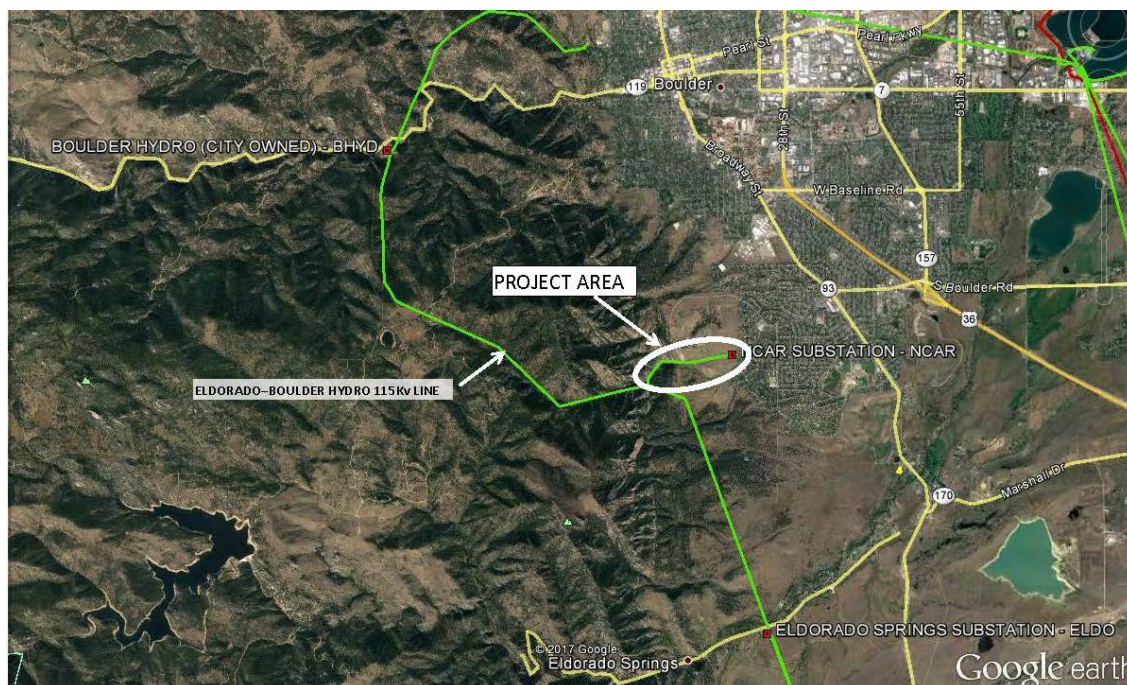 Pearl St
Pearl Pkwy
119
Boulder
7
55th St
28th St
BOULDER HYDRO (CITY OWNED) - BHYD
Broadway St
W Baseline Rd
157
PROJECT AREA
93
S Boulder Rd
36
NCAR SUBSTATION - NCAR
ELDORADO–BOULDER HYDRO 115Kv LINE
170
Marshall Dr
ELDORADO SPRINGS SUBSTATION - ELDO
© 2017 Google
Eldorado Springs
Google earth